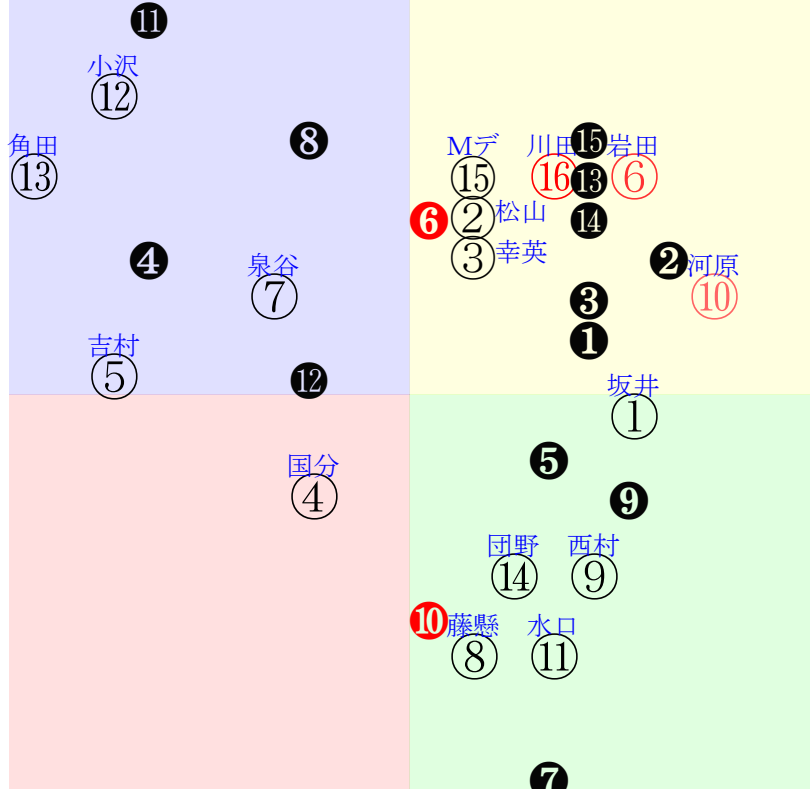 ⓫
小沢
⑫
角田
⑬
❽
Mデ
⑮
川田
⑯
⓯
岩田
⑥
⓭
❻
②
松山
⓮
③
幸英
❹
泉谷
⑦
❷
河原
⑩
❸
❶
吉村
⑤
⓬
坂井
①
国分
④
❺
❾
団野
⑭
西村
⑨
❿
藤懸
⑧
水口
⑪
❼